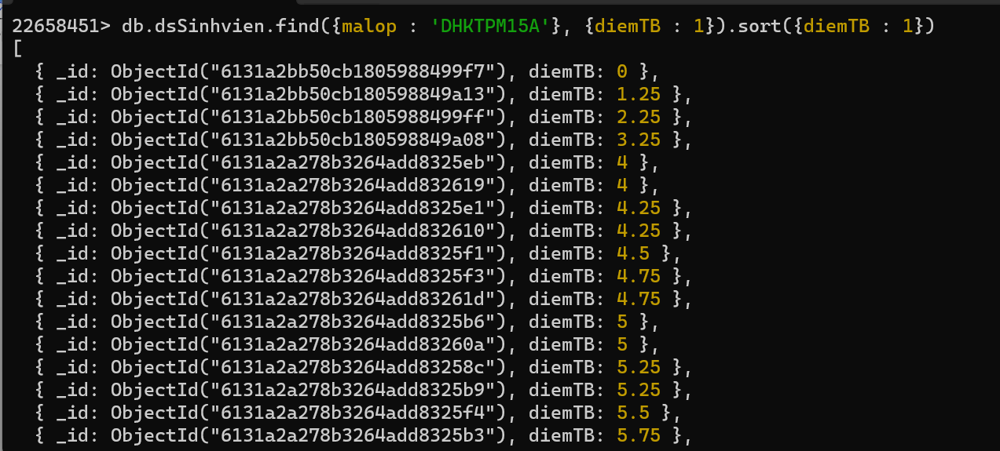 22658451> db.dsSinhvien.find({malop : 'DHKTPM15A'}, {diemTB : 1}).sort({diemTB : 1})
[
  { _id: ObjectId("6131a2bb50cb1805988499f7"), diemTB: 0 },
  { _id: ObjectId("6131a2bb50cb180598849a13"), diemTB: 1.25 },
  { _id: ObjectId("6131a2bb50cb1805988499ff"), diemTB: 2.25 },
  { _id: ObjectId("6131a2bb50cb180598849a08"), diemTB: 3.25 },
  { _id: ObjectId("6131a2a278b3264add8325eb"), diemTB: 4 },
  { _id: ObjectId("6131a2a278b3264add832619"), diemTB: 4 },
  { _id: ObjectId("6131a2a278b3264add8325e1"), diemTB: 4.25 },
  { _id: ObjectId("6131a2a278b3264add832610"), diemTB: 4.25 },
  { _id: ObjectId("6131a2a278b3264add8325f1"), diemTB: 4.5 },
  { _id: ObjectId("6131a2a278b3264add8325f3"), diemTB: 4.75 },
  { _id: ObjectId("6131a2a278b3264add83261d"), diemTB: 4.75 },
  { _id: ObjectId("6131a2a278b3264add8325b6"), diemTB: 5 },
  { _id: ObjectId("6131a2a278b3264add83260a"), diemTB: 5 },
  { _id: ObjectId("6131a2a278b3264add83258c"), diemTB: 5.25 },
  { _id: ObjectId("6131a2a278b3264add8325b9"), diemTB: 5.25 },
  { _id: ObjectId("6131a2a278b3264add8325f4"), diemTB: 5.5 },
  { _id: ObjectId("6131a2a278b3264add8325b3"), diemTB: 5.75 },